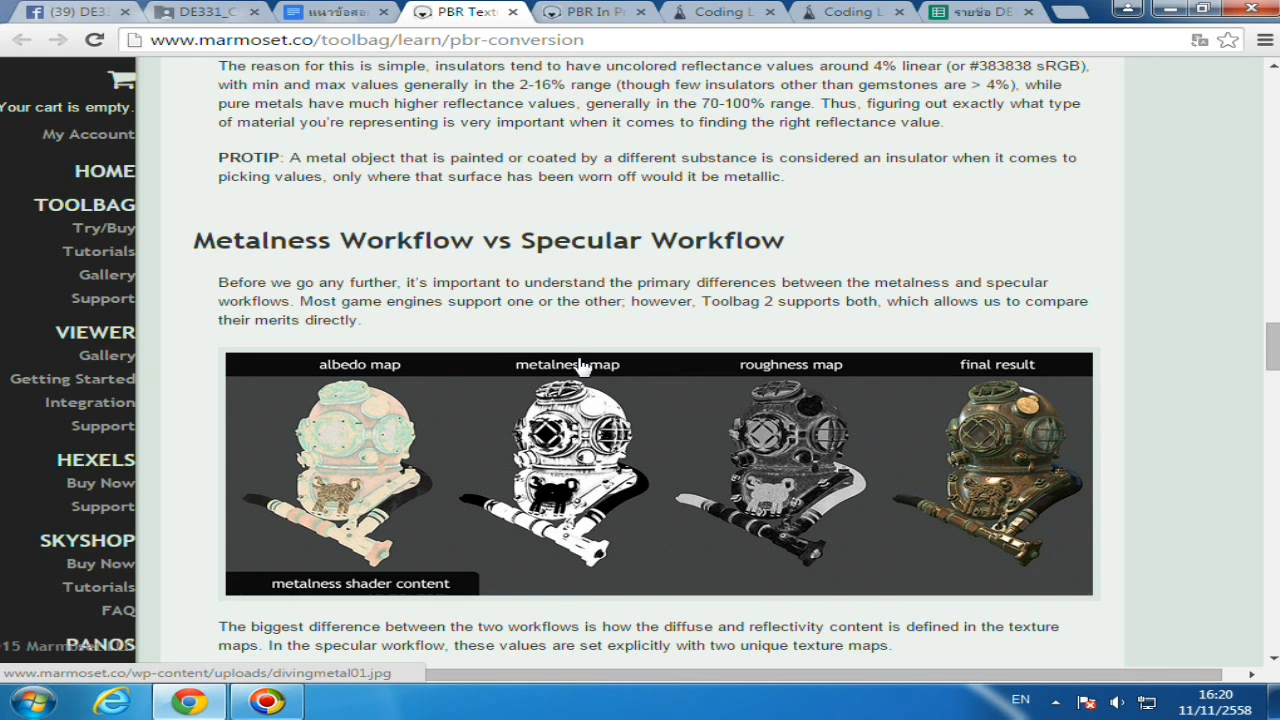 (39) DE3
DE331_C
แนวข้อสอ
PBR Text
PBR In Pr
Coding L
Coding L
รายชื่อ DE
www.marmoset.co/toolbag/learn/pbr-conversion
Your cart is empty.
My Account
HOME
TOOLBAG
Try/Buy
Tutorials
Gallery
Support
VIEWER
Gallery
Getting Started
Integration
Support
HEXELS
Buy Now
Support
SKYSHOP
Buy Now
Tutorials
FAQ
PANOS
The reason for this is simple, insulators tend to have uncolored reflectance values around 4% linear (or #383838 sRGB),
with min and max values generally in the 2-16% range (though few insulators other than gemstones are > 4%), while
pure metals have much higher reflectance values, generally in the 70-100% range. Thus, figuring out exactly what type
of material you're representing is very important when it comes to finding the right reflectance value.
PROTIP: A metal object that is painted or coated by a different substance is considered an insulator when it comes to
picking values, only where that surface has been worn off would it be metallic.
Metalness Workflow vs Specular Workflow
Before we go any further, it's important to understand the primary differences between the metalness and specular
workflows. Most game engines support one or the other; however, Toolbag 2 supports both, which allows us to compare
their merits directly.
albedo map
metalness map
roughness map
final result
metalness shader content
The biggest difference between the two workflows is how the diffuse and reflectivity content is defined in the texture
maps. In the specular workflow, these values are set explicitly with two unique texture maps.
www.marmoset.co/wp-content/uploads/divingmetal01.jpg
EN
16:20
11/11/2558